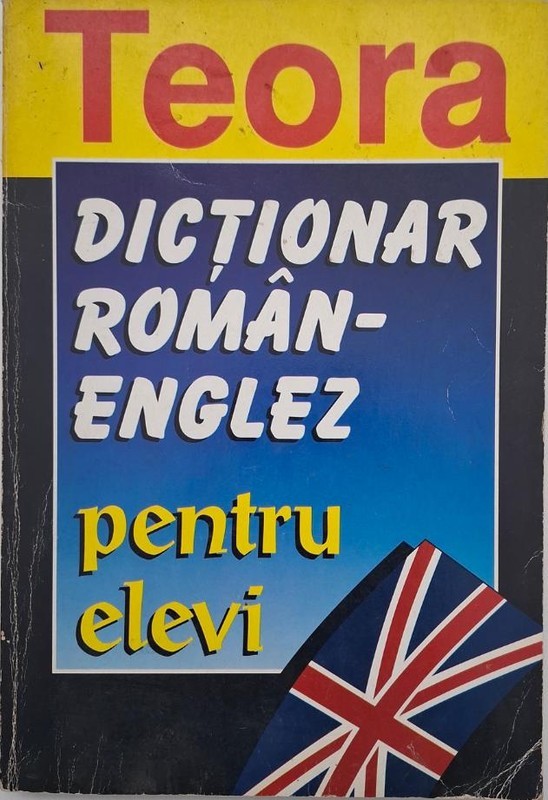 Teora
DICȚIONAR
ROMÂN-
ENGLEZ
pentru
elevi